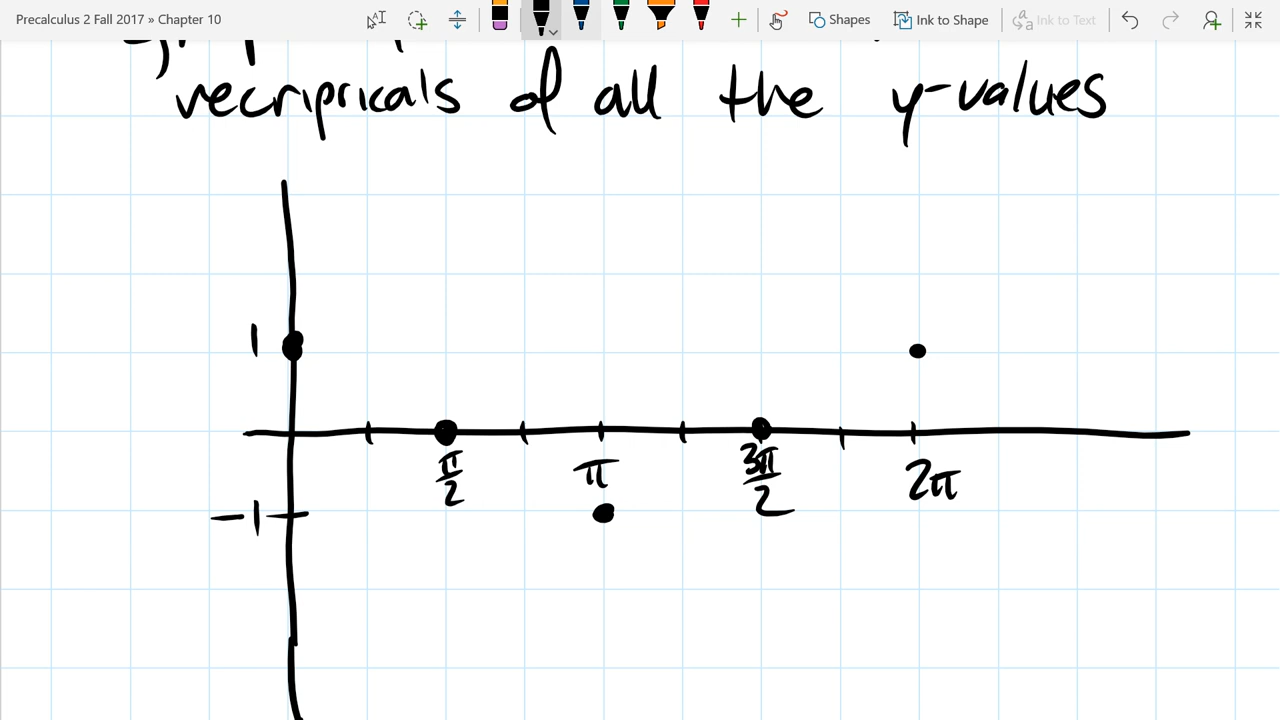 Precalculus 2 Fall 2017 » Chapter 10
Shapes
Ink to Shape
Ink to Text
recripricals of all the y-values
1
π/2
π
3π/2
2π
-1